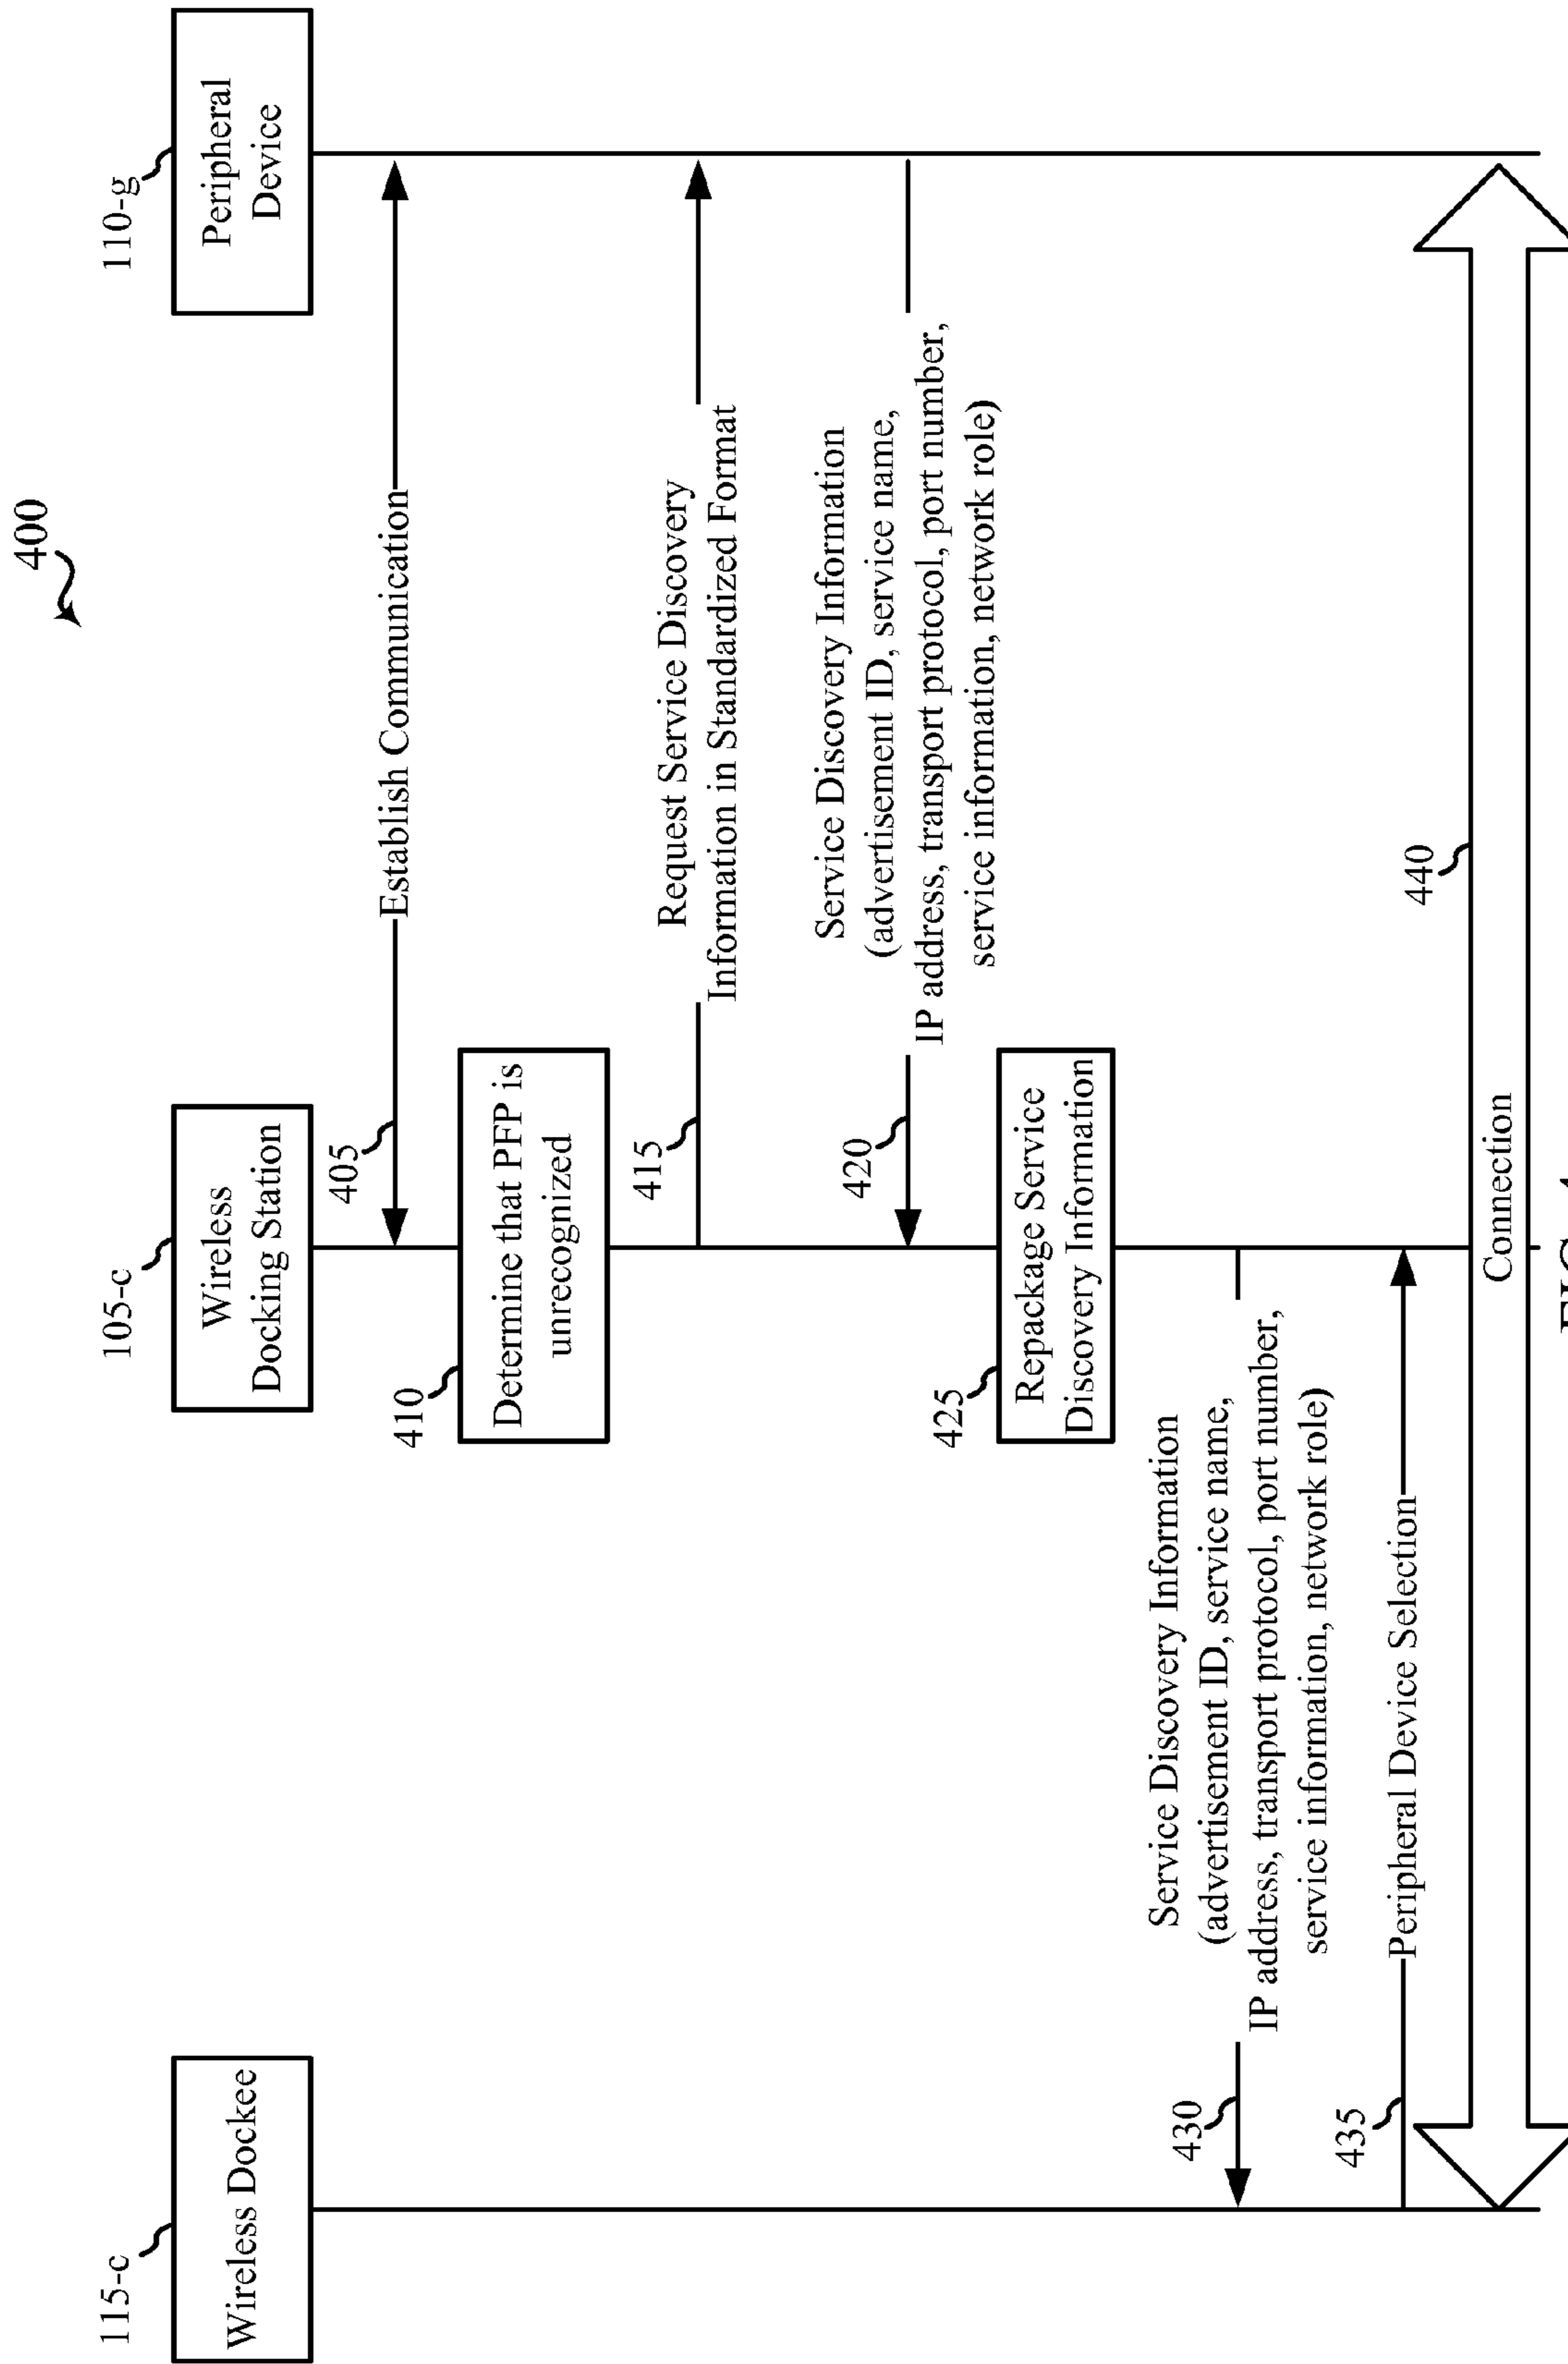 400
115-c
Wireless Dockee
105-c
Wireless
Docking Station
110-g
Peripheral
Device
405
Establish Communication
410
Determine that PFP is
unrecognized
415
Request Service Discovery
Information in Standardized Format
420
Service Discovery Information
(advertisement ID, service name,
IP address, transport protocol, port number,
service information, network role)
425
Repackage Service
Discovery Information
430
Service Discovery Information
(advertisement ID, service name,
IP address, transport protocol, port number,
service information, network role)
435
Peripheral Device Selection
440
Connection